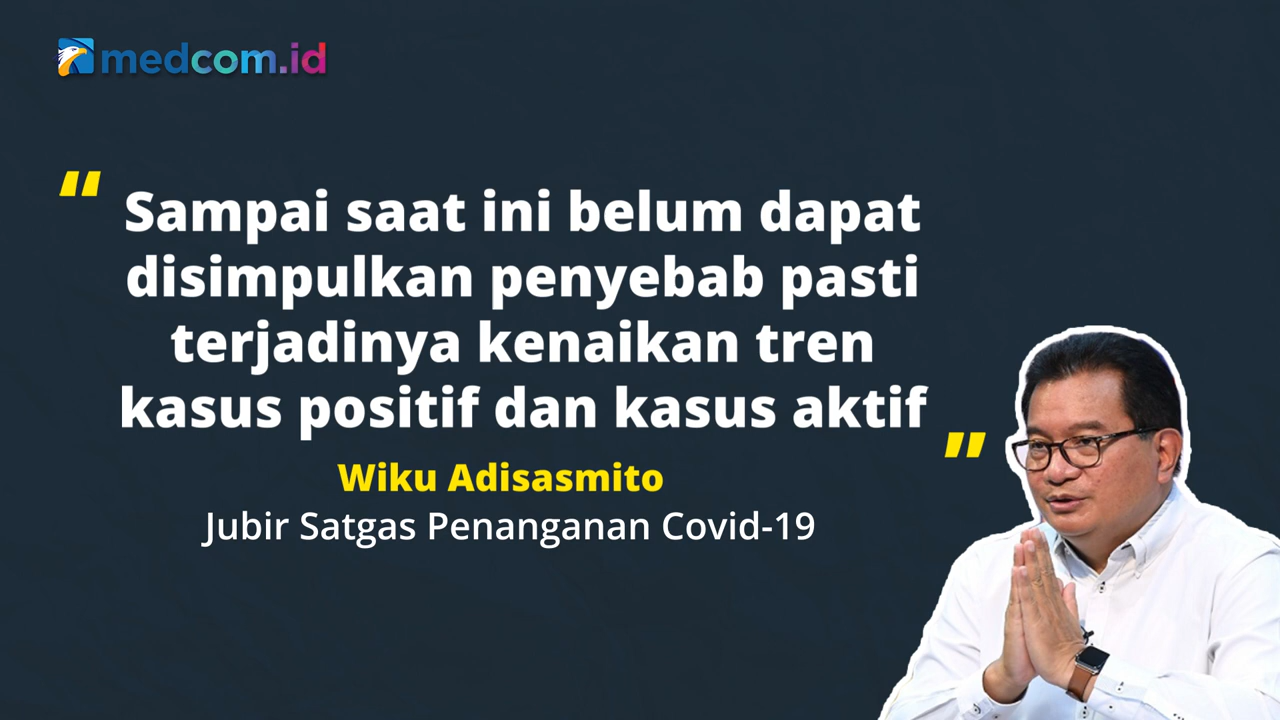 medcom.id
“ Sampai saat ini belum dapat
disimpulkan penyebab pasti
terjadinya kenaikan tren
kasus positif dan kasus aktif ”
Wiku Adisasmito
Jubir Satgas Penanganan Covid-19